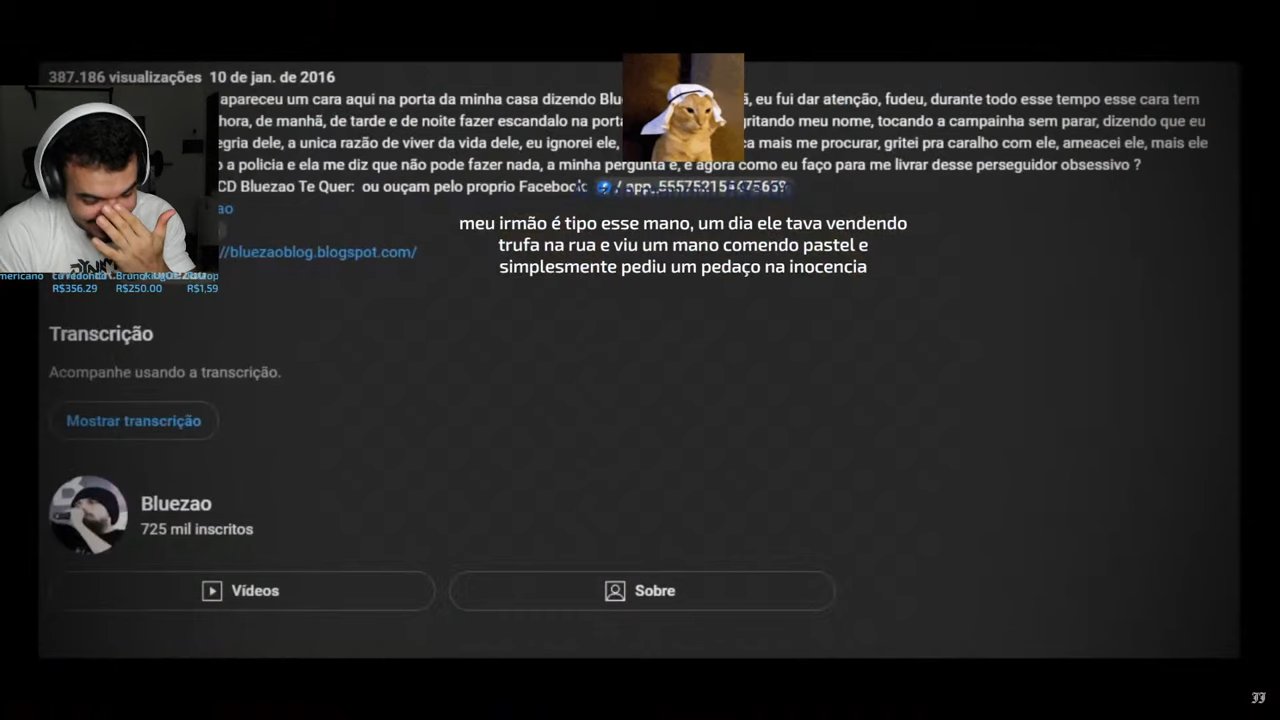 387.186 visualizações 10 de jan. de 2016
apareceu um cara aqui na porta da minha casa dizendo eu fui dar atenção, fudeu, durante todo esse tempo esse cara tem
hora, de manhã, de tarde e de noite fazer escandalo na gritando meu nome, tocando a campainha sem parar, dizendo que eu
dele, a unica razão de viver da vida dele, eu ignorei ele, mais me procurar, gritei pra caralho com ele, ameacei ele, mais ele
a policia e ela me diz que não pode fazer nada, a minha pergunta é, e agora como eu faço para me livrar desse perseguidor obsessivo ?
CD Bluezao Te Quer: ou ouçam pelo proprio Facebook:
ao
meu irmão é tipo esse mano, um dia ele tava vendendo
trufa na rua e viu um mano comendo pastel e
simplesmente pediu um pedaço na inocencia
//bluezaoblog.blogspot.com/
R$356.29 R$250.00 R$1,59
Transcrição
Acompanhe usando a transcrição.
Mostrar transcrição
Bluezao
725 mil inscritos
Vídeos
Sobre